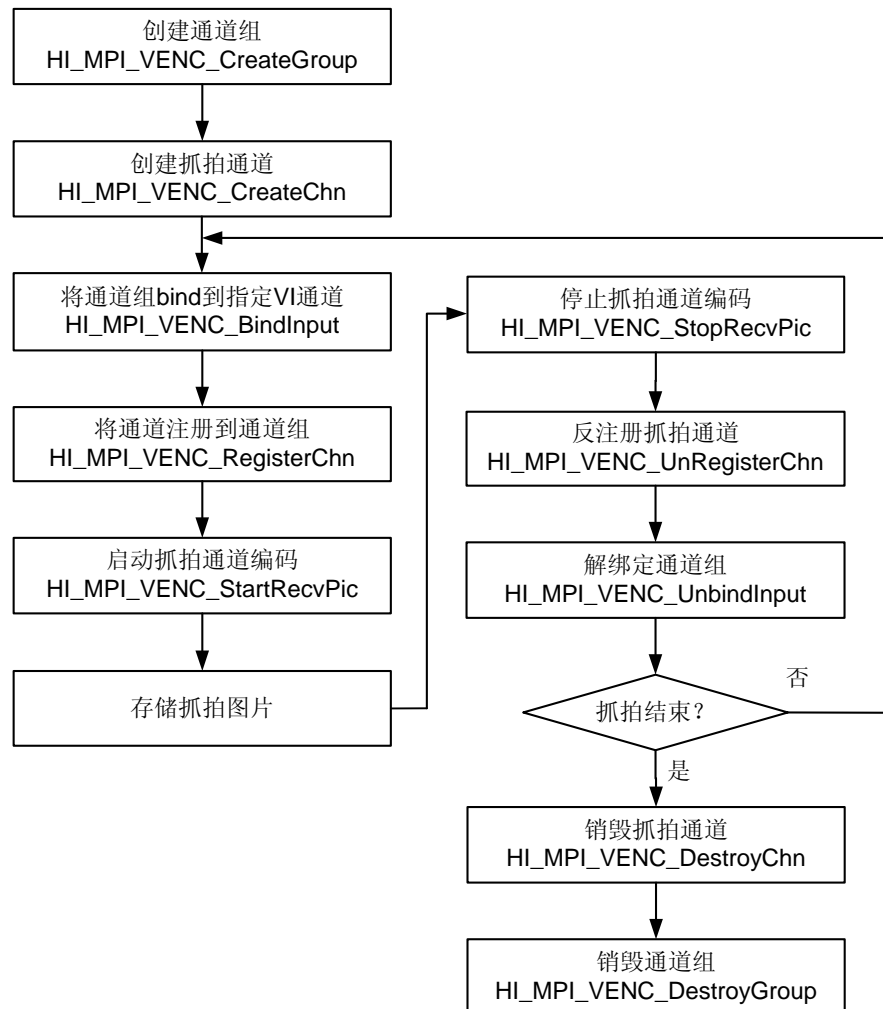 创建通道组
HI_MPI_VENC_CreateGroup
创建抓拍通道
HI_MPI_VENC_CreateChn
将通道组bind到指定VI通道
HI_MPI_VENC_BindInput
将通道注册到通道组
HI_MPI_VENC_RegisterChn
启动抓拍通道编码
HI_MPI_VENC_StartRecvPic
存储抓拍图片
停止抓拍通道编码
HI_MPI_VENC_StopRecvPic
反注册抓拍通道
HI_MPI_VENC_UnRegisterChn
解绑定通道组
HI_MPI_VENC_UnbindInput
抓拍结束?
否
是
销毁抓拍通道
HI_MPI_VENC_DestroyChn
销毁通道组
HI_MPI_VENC_DestroyGroup